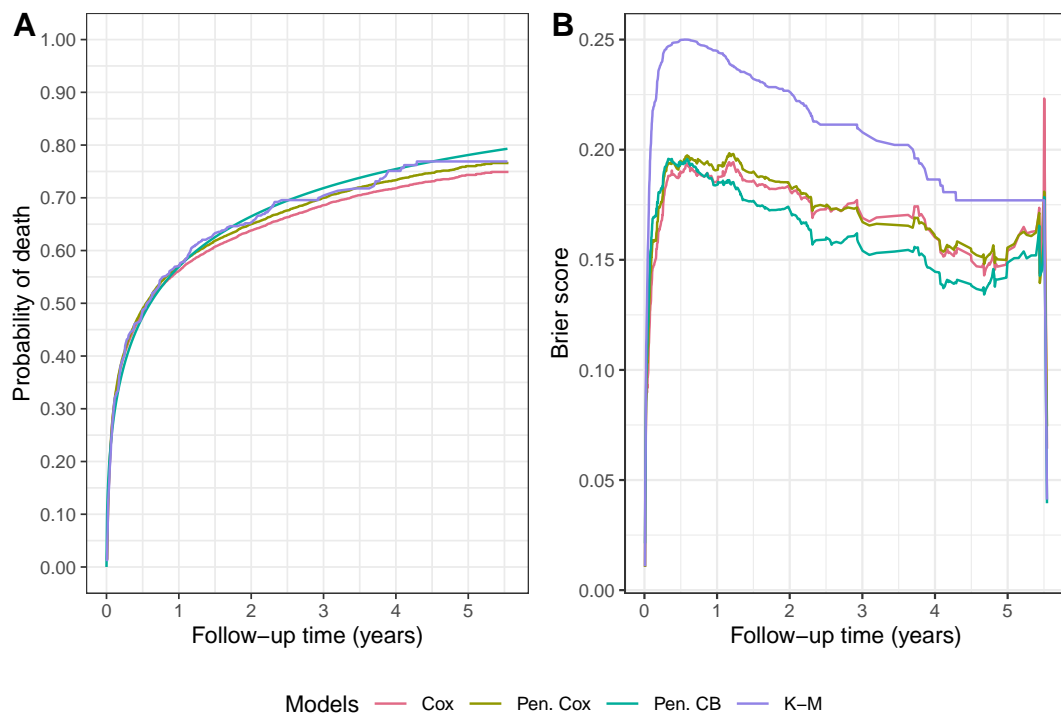 A
1.00
0.90
0.80
0.70
0.60
0.50
0.40
0.30
0.20
0.10
0.00
Probability of death
0 1 2 3 4 5
Follow−up time (years)
B
0.25
0.20
0.15
0.10
0.05
0.00
Brier score
0 1 2 3 4 5
Follow−up time (years)
Models Cox Pen. Cox Pen. CB K−M